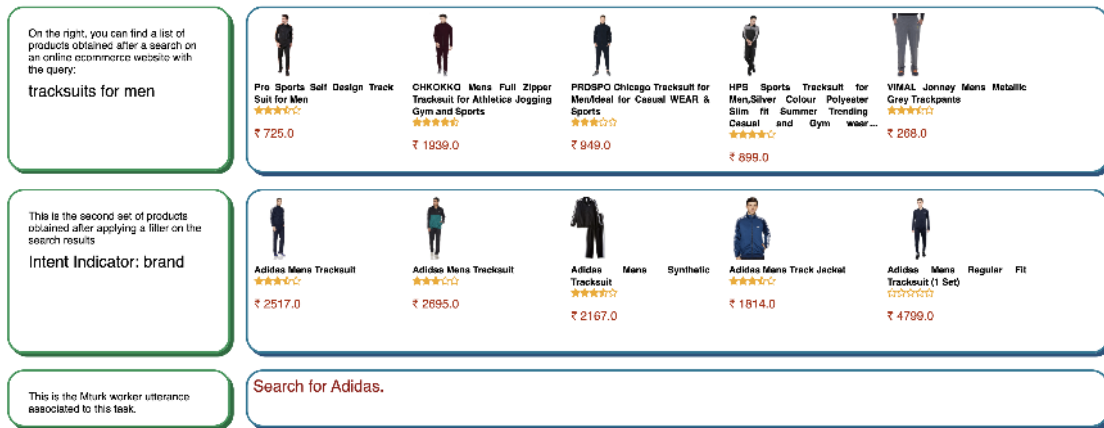 On the right, you can find a list of
products obtained after a search on
an online ecommerce website with
the query:
tracksuits for men
Pro Sports Self Design Track
Suit for Men
₹ 725.0
CHKOKKO Mens Full Zipper
Tracksuit for Athletics Jogging
Gym and Sports
₹ 1939.0
PROSPO Chicago Tracksuit for
Men/Ideal for Casual WEAR &
Sports
₹ 949.0
HPS Sports Tracksuit for
Men,Silver Colour Polyester
Slim fit Summer Trending
Casual and Gym wear...
₹ 899.0
VIMAL Jonney Mens Metallic
Grey Trackpants
₹ 268.0
This is the second set of products
obtained after applying a filter on the
search results
Intent Indicator: brand
Adidas Mens Tracksuit
₹ 2517.0
Adidas Mens Tracksuit
₹ 2695.0
Adidas Mens Synthetic
Tracksuit
₹ 2167.0
Adidas Mens Track Jacket
₹ 1814.0
Adidas Mens Regular Fit
Tracksuit (1 Set)
₹ 4799.0
This is the Mturk worker utterance
associated to this task.
Search for Adidas.